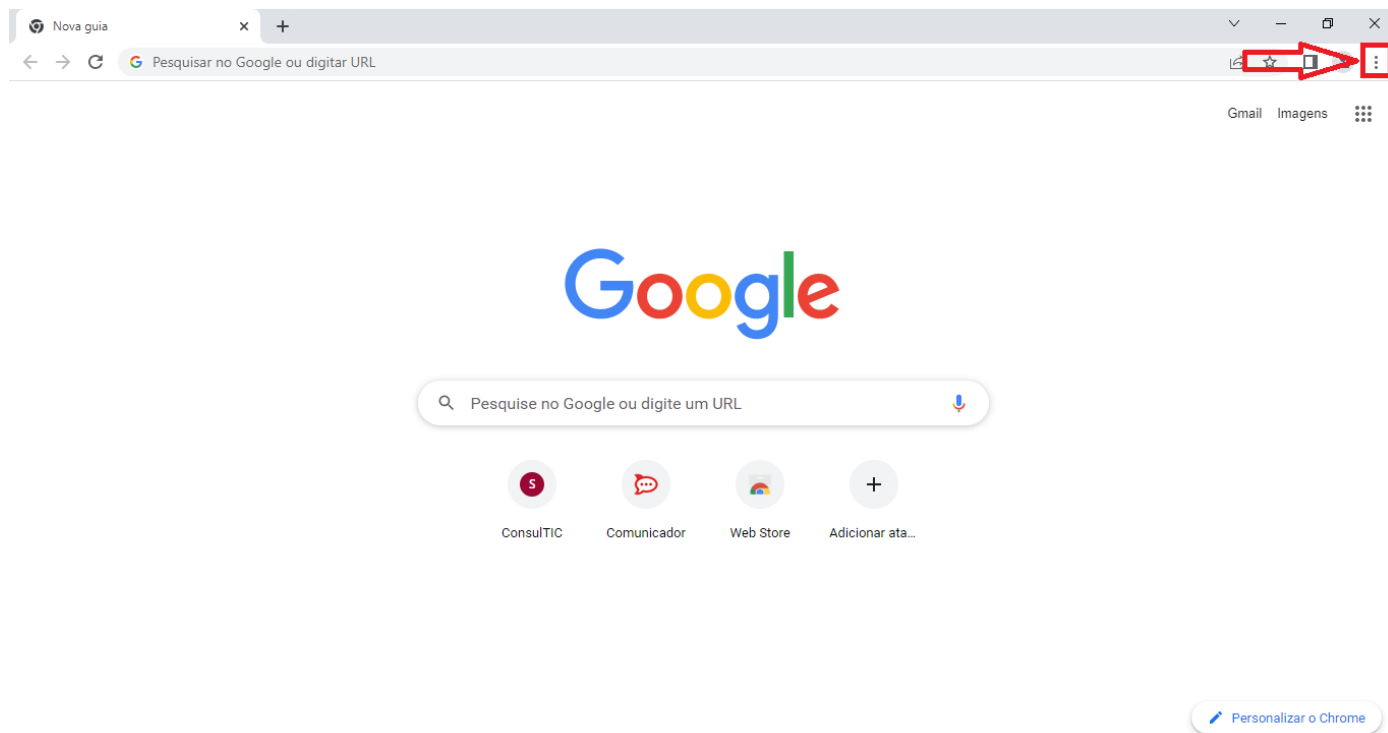 Nova guia
Pesquisar no Google ou digitar URL
Gmail Imagens
Google
Pesquise no Google ou digite um URL
S
ConsulTIC Comunicador Web Store Adicionar ata...
Personalizar o Chrome